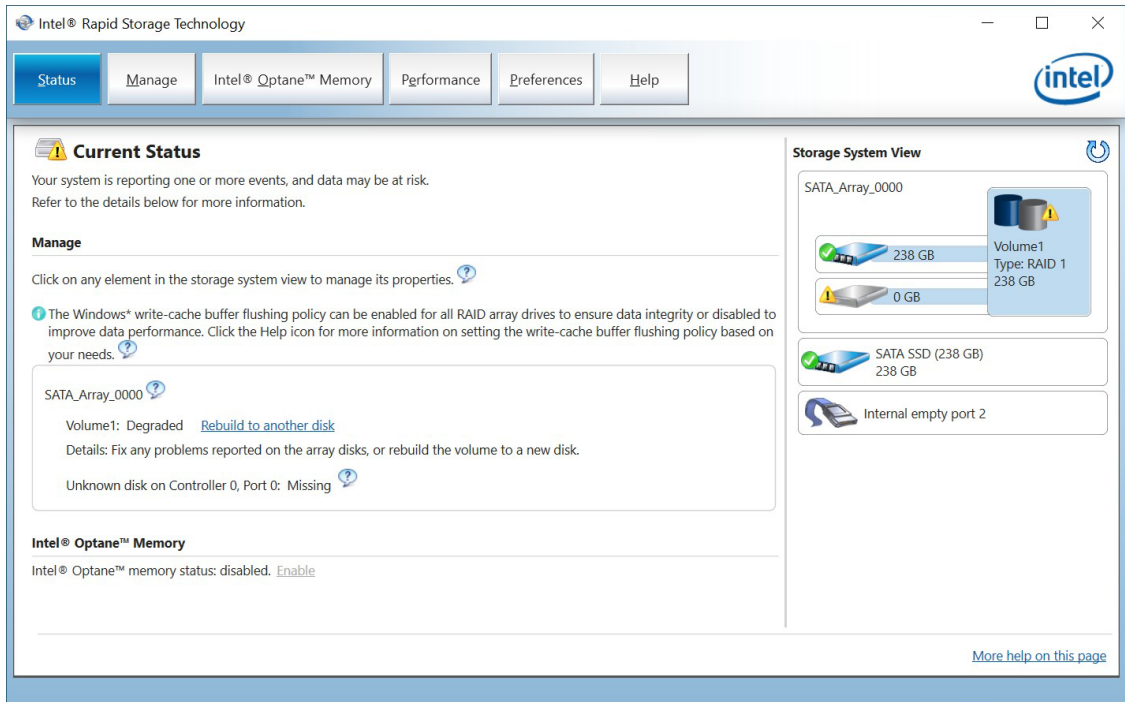 Intel® Rapid Storage Technology
Status
Manage
Intel® Optane™ Memory
Performance
Preferences
Help
intel
Current Status
Your system is reporting one or more events, and data may be at risk.
Refer to the details below for more information.
Manage
Click on any element in the storage system view to manage its properties.
The Windows* write-cache buffer flushing policy can be enabled for all RAID array drives to ensure data integrity or disabled to
improve data performance. Click the Help icon for more information on setting the write-cache buffer flushing policy based on
your needs.
SATA_Array_0000
Volume1: Degraded Rebuild to another disk
Details: Fix any problems reported on the array disks, or rebuild the volume to a new disk.
Unknown disk on Controller 0, Port 0: Missing
Intel® Optane™ Memory
Intel® Optane™ memory status: disabled. Enable
Storage System View
SATA_Array_0000
238 GB
0 GB
Volume1
Type: RAID 1
238 GB
SATA SSD (238 GB)
238 GB
Internal empty port 2
More help on this page